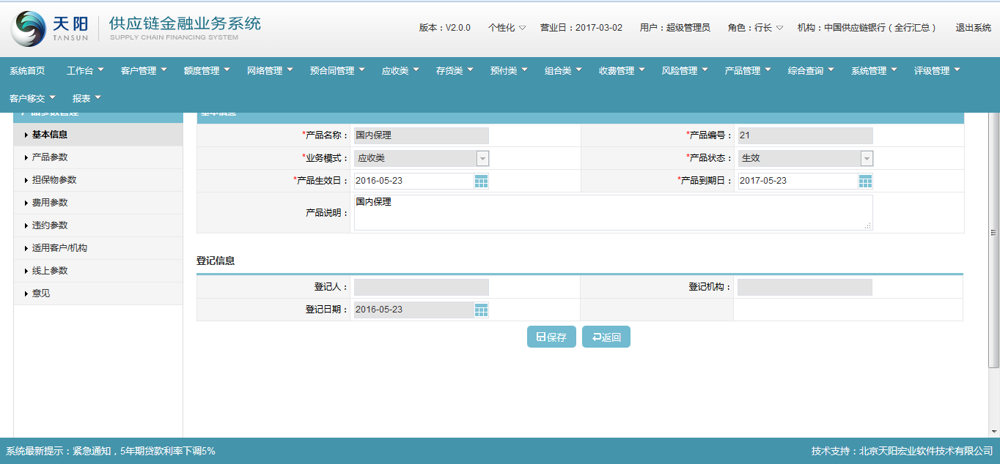 天阳 TANSUN 供应链金融业务系统 SUPPLY CHAIN FINANCING SYSTEM
版本：V2.0.0 个性化 营业日：2017-03-02 用户：超级管理员 角色：行长 机构：中国供应链银行（全行汇总） 退出系统
系统首页 工作台 客户管理 额度管理 网络管理 预合同管理 应收类 存货类 预付类 组合类 收费管理 风险管理 产品管理 综合查询 系统管理 评级管理
客户移交 报表
产品参数管理
基本信息
产品参数
担保物参数
费用参数
违约参数
适用客户/机构
线上参数
意见
基本信息
*产品名称： 国内保理 *产品编号： 21
*业务模式： 应收类 *产品状态： 生效
*产品生效日： 2016-05-23 *产品到期日： 2017-05-23
产品说明： 国内保理
登记信息
登记人： 登记机构：
登记日期： 2016-05-23
保存 返回
系统最新提示：紧急通知，5年期贷款利率下调5% 技术支持：北京天阳宏业软件技术有限公司